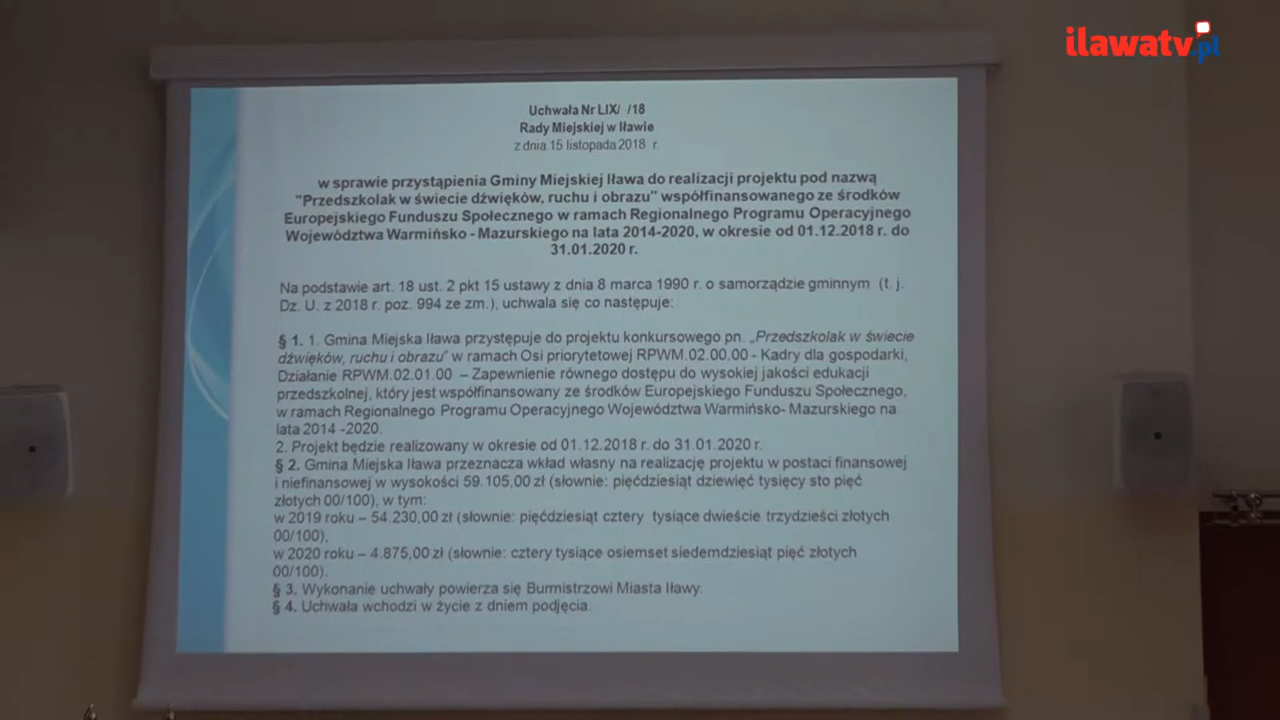 ilawatv.pl
Uchwała Nr LIX/ /18
Rady Miejskiej w Iławie
z dnia 15 listopada 2018 r.
w sprawie przystąpienia Gminy Miejskiej Iława do realizacji projektu pod nazwą
"Przedszkolak w świecie dźwięków, ruchu i obrazu" współfinansowanego ze środków
Europejskiego Funduszu Społecznego w ramach Regionalnego Programu Operacyjnego
Województwa Warmińsko - Mazurskiego na lata 2014-2020, w okresie od 01.12.2018 r. do
31.01.2020 r.
Na podstawie art. 18 ust. 2 pkt 15 ustawy z dnia 8 marca 1990 r. o samorządzie gminnym (t. j.
Dz. U. z 2018 r. poz. 994 ze zm.), uchwala się co następuje:
§ 1. 1. Gmina Miejska Iława przystępuje do projektu konkursowego pn. „Przedszkolak w świecie
dźwięków, ruchu i obrazu" w ramach Osi priorytetowej RPWM.02.00.00 - Kadry dla gospodarki,
Działanie RPWM.02.01.00 – Zapewnienie równego dostępu do wysokiej jakości edukacji
przedszkolnej, który jest współfinansowany ze środków Europejskiego Funduszu Społecznego,
w ramach Regionalnego Programu Operacyjnego Województwa Warmińsko- Mazurskiego na
lata 2014 -2020.
2. Projekt będzie realizowany w okresie od 01.12.2018 r. do 31.01.2020 r.
§ 2. Gmina Miejska Iława przeznacza wkład własny na realizację projektu w postaci finansowej
i niefinansowej w wysokości 59.105,00 zł (słownie: pięćdziesiąt dziewięć tysięcy sto pięć
złotych 00/100), w tym:
w 2019 roku – 54.230,00 zł (słownie: pięćdziesiąt cztery tysiące dwieście trzydzieści złotych
00/100),
w 2020 roku – 4.875,00 zł (słownie: cztery tysiące osiemset siedemdziesiąt pięć złotych
00/100).
§ 3. Wykonanie uchwały powierza się Burmistrzowi Miasta Iławy.
§ 4. Uchwała wchodzi w życie z dniem podjęcia.